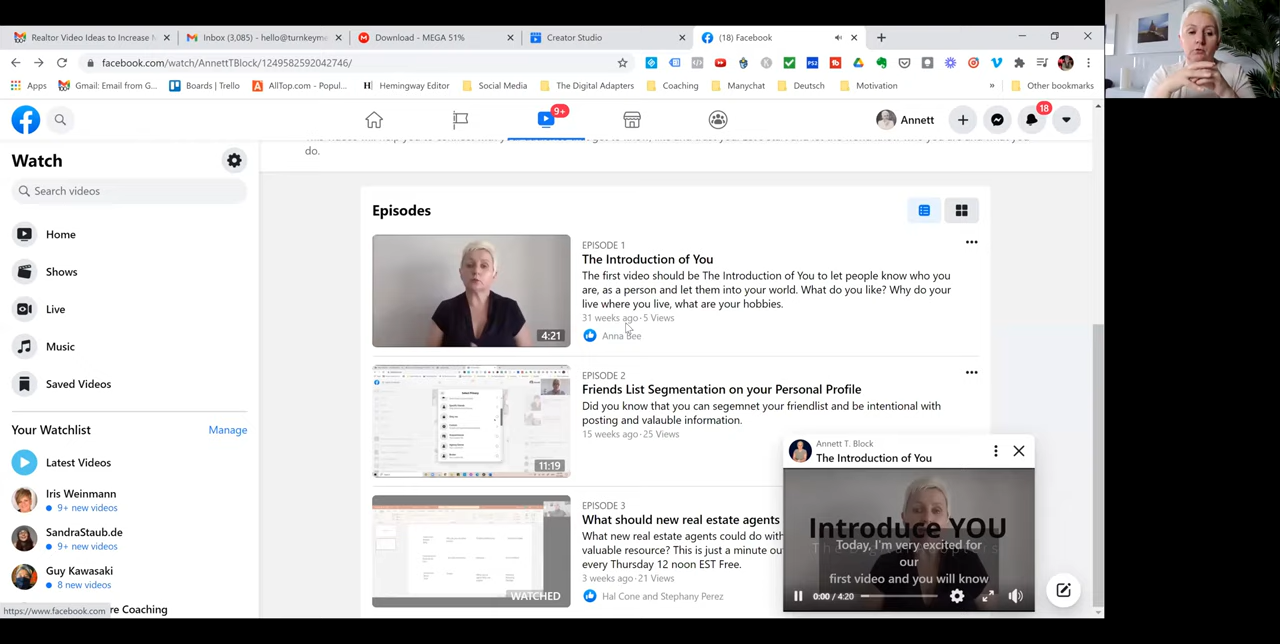 Realtor Video Ideas to Increase M
Inbox (3,085) - hello@turnkeyme
Download - MEGA 51%
Creator Studio
(18) Facebook
facebook.com/watch/AnnettTBlock/1249582592042746/
Apps
Gmail: Email from G...
Boards | Trello
AllTop.com - Popul...
Hemingway Editor
Social Media
The Digital Adapters
Coaching
Manychat
Deutsch
Motivation
»
Other bookmarks
9+
Annett
18
Watch
Search videos
Home
Shows
Live
Music
Saved Videos
Your Watchlist
Manage
Latest Videos
Iris Weinmann
9+ new videos
SandraStaub.de
9+ new videos
Guy Kawasaki
8 new videos
re Coaching
https://www.facebook.com
do.
Episodes
4:21
EPISODE 1
The Introduction of You
The first video should be The Introduction of You to let people know who you
are, as a person and let them into your world. What do you like? Why do your
live where you live, what are your hobbies.
31 weeks ago · 5 Views
Anna Bee
11:19
EPISODE 2
Friends List Segmentation on your Personal Profile
Did you know that you can segemnet your friendlist and be intentional with
posting and valauble information.
15 weeks ago · 25 Views
WATCHED
EPISODE 3
What should new real estate agents
What new real estate agents could do with
valuable resource? This is just a minute ou
every Thursday 12 noon EST Free.
3 weeks ago · 21 Views
Hal Cone and Stephany Perez
Annett T. Block
The Introduction of You
Introduce YOU
Today, I'm very excited for
our
first video and you will know
0:00 / 4:20